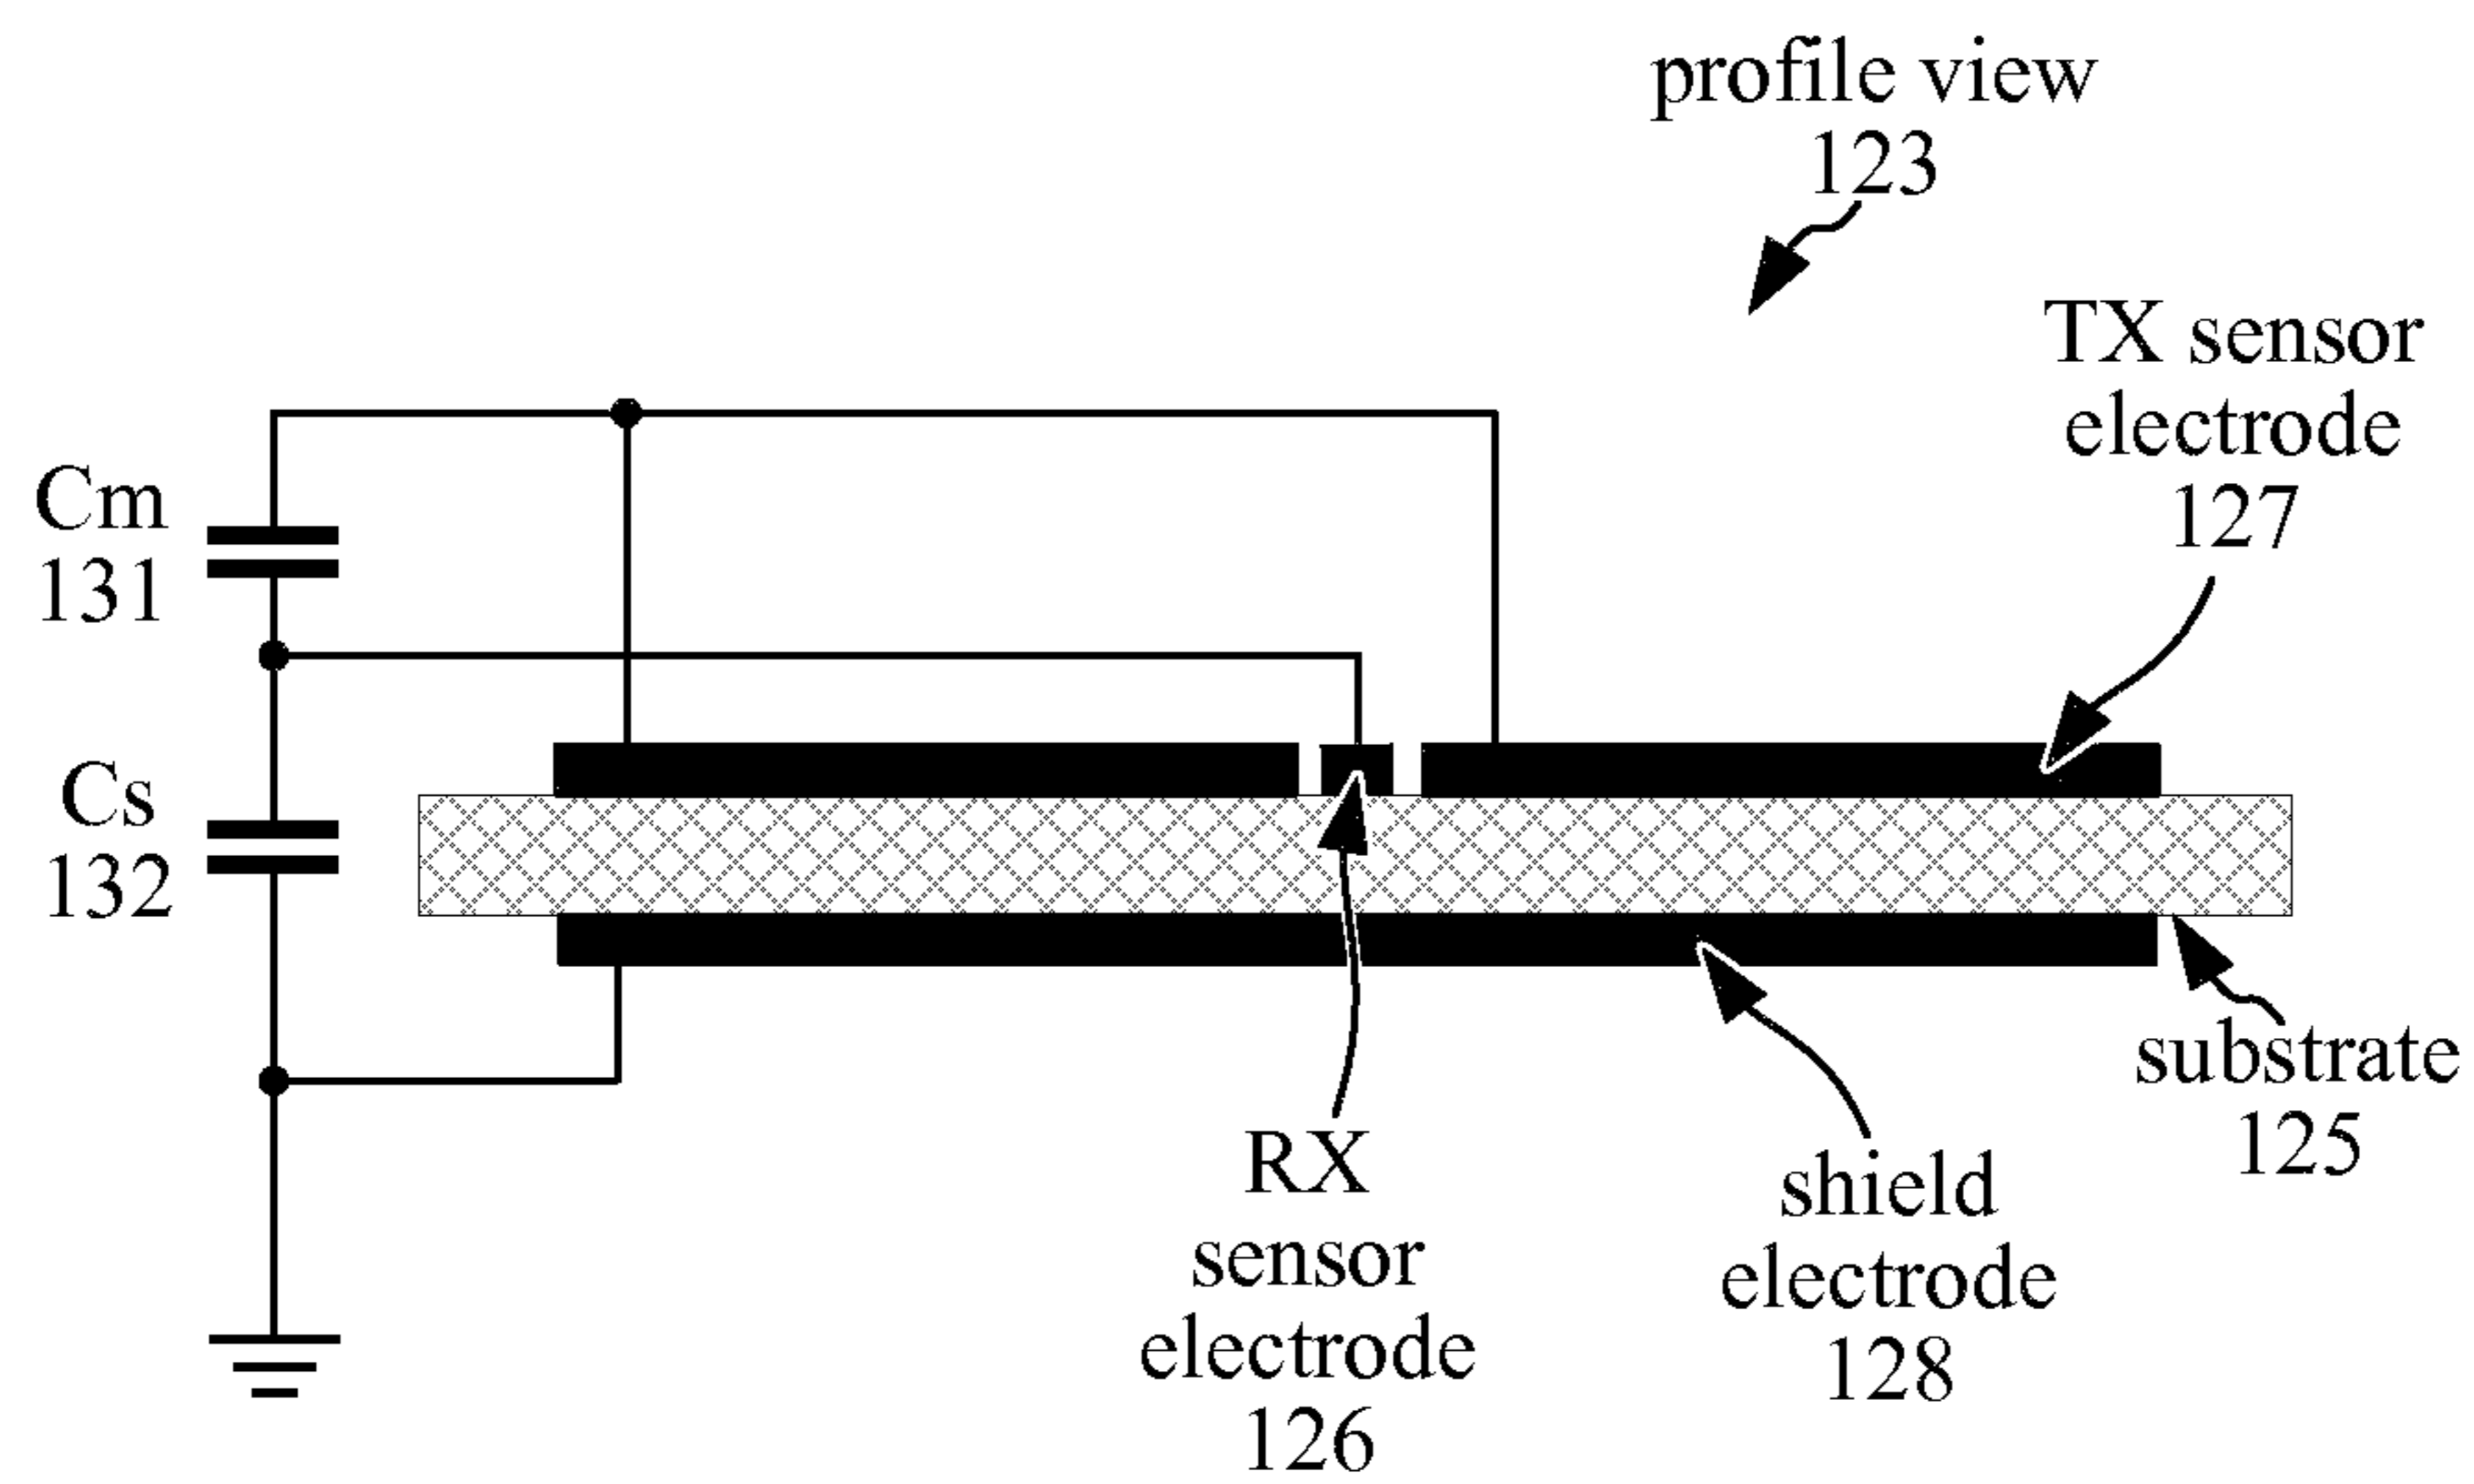 profile view
123
TX sensor
electrode
127
Cm
131
Cs
132
substrate
125
RX
sensor
electrode
126
shield
electrode
128